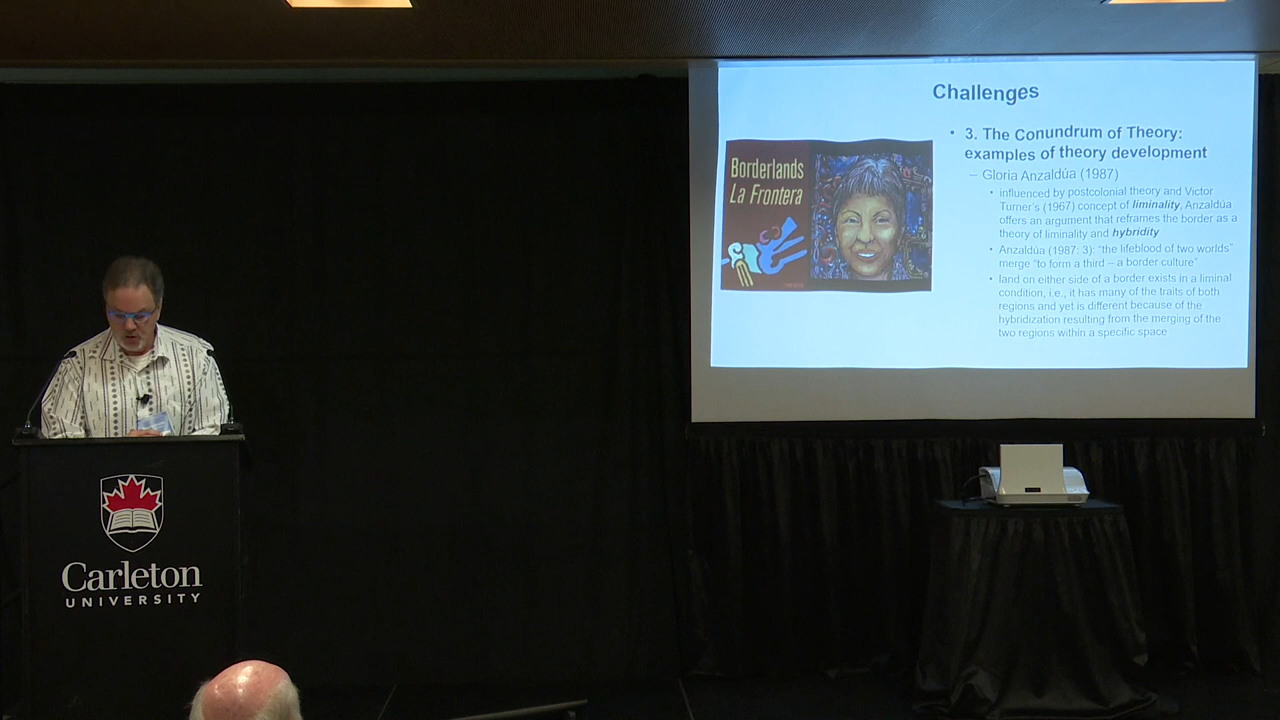 Challenges
• 3. The Conundrum of Theory:
examples of theory development
– Gloria Anzaldúa (1987)
• influenced by postcolonial theory and Victor
Turner's (1967) concept of liminality, Anzaldúa
offers an argument that reframes the border as a
theory of liminality and hybridity
• Anzaldúa (1987: 3): “the lifeblood of two worlds”
merge “to form a third – a border culture”
• land on either side of a border exists in a liminal
condition, i.e., it has many of the traits of both
regions and yet is different because of the
hybridization resulting from the merging of the
two regions within a specific space
Borderlands
La Frontera
Carleton
UNIVERSITY